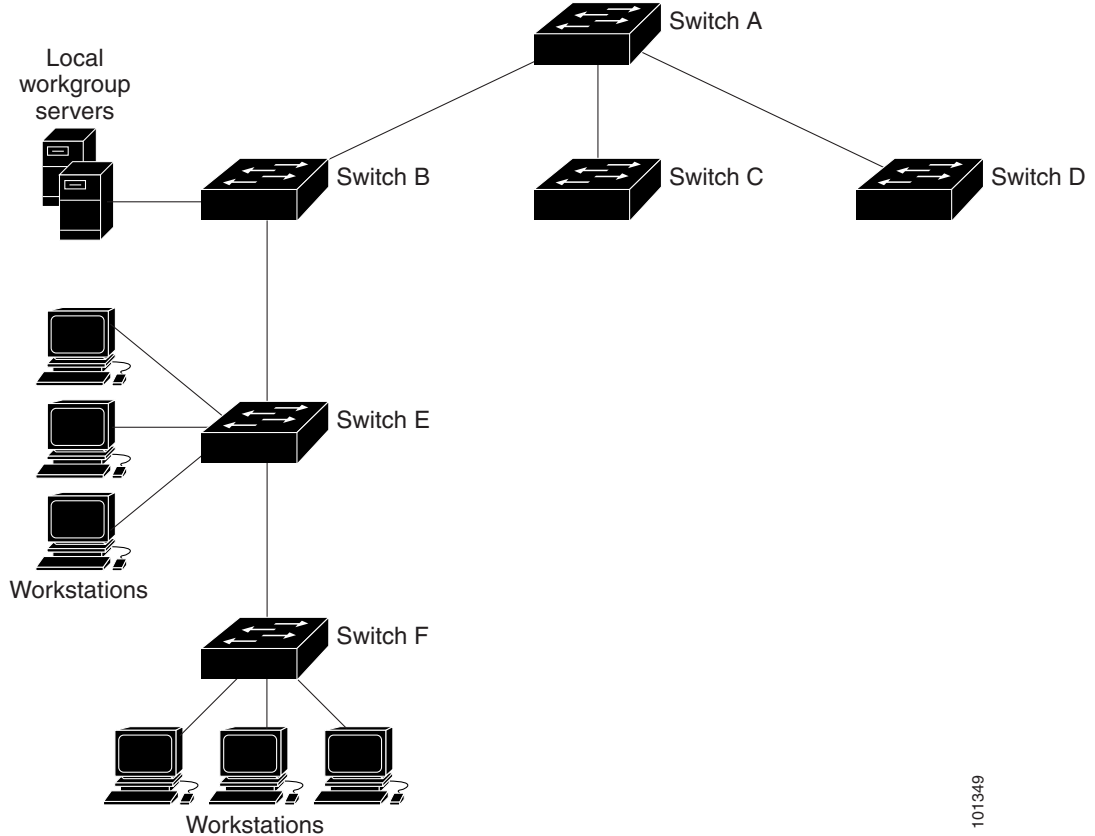 Switch A
Local
workgroup
servers
Switch B
Switch C
Switch D
Switch E
Workstations
Switch F
Workstations
101349